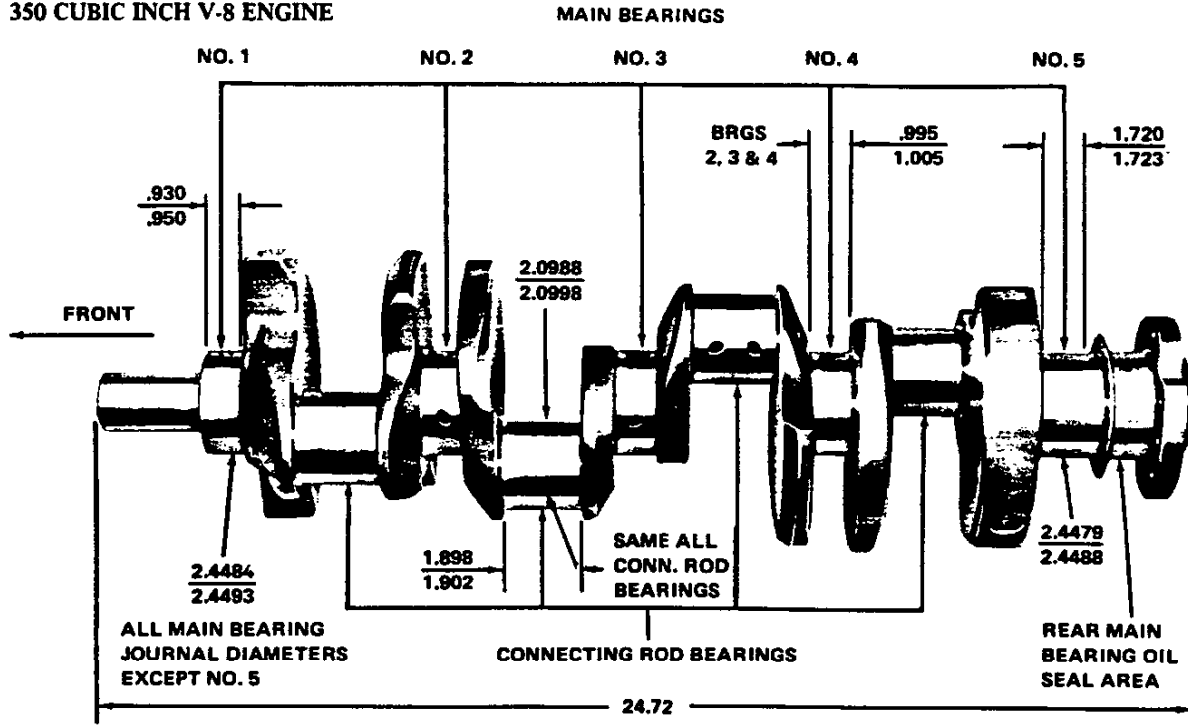 350 CUBIC INCH V-8 ENGINE
MAIN BEARINGS
NO. 1
NO. 2
NO. 3
NO. 4
NO. 5
BRGS
2, 3 & 4
.995
1.005
1.720
1.723
.930
.950
2.0988
2.0998
FRONT
2.4484
2.4493
1.898
1.902
SAME ALL
CONN. ROD
BEARINGS
2.4479
2.4488
ALL MAIN BEARING
JOURNAL DIAMETERS
EXCEPT NO. 5
CONNECTING ROD BEARINGS
REAR MAIN
BEARING OIL
SEAL AREA
24.72